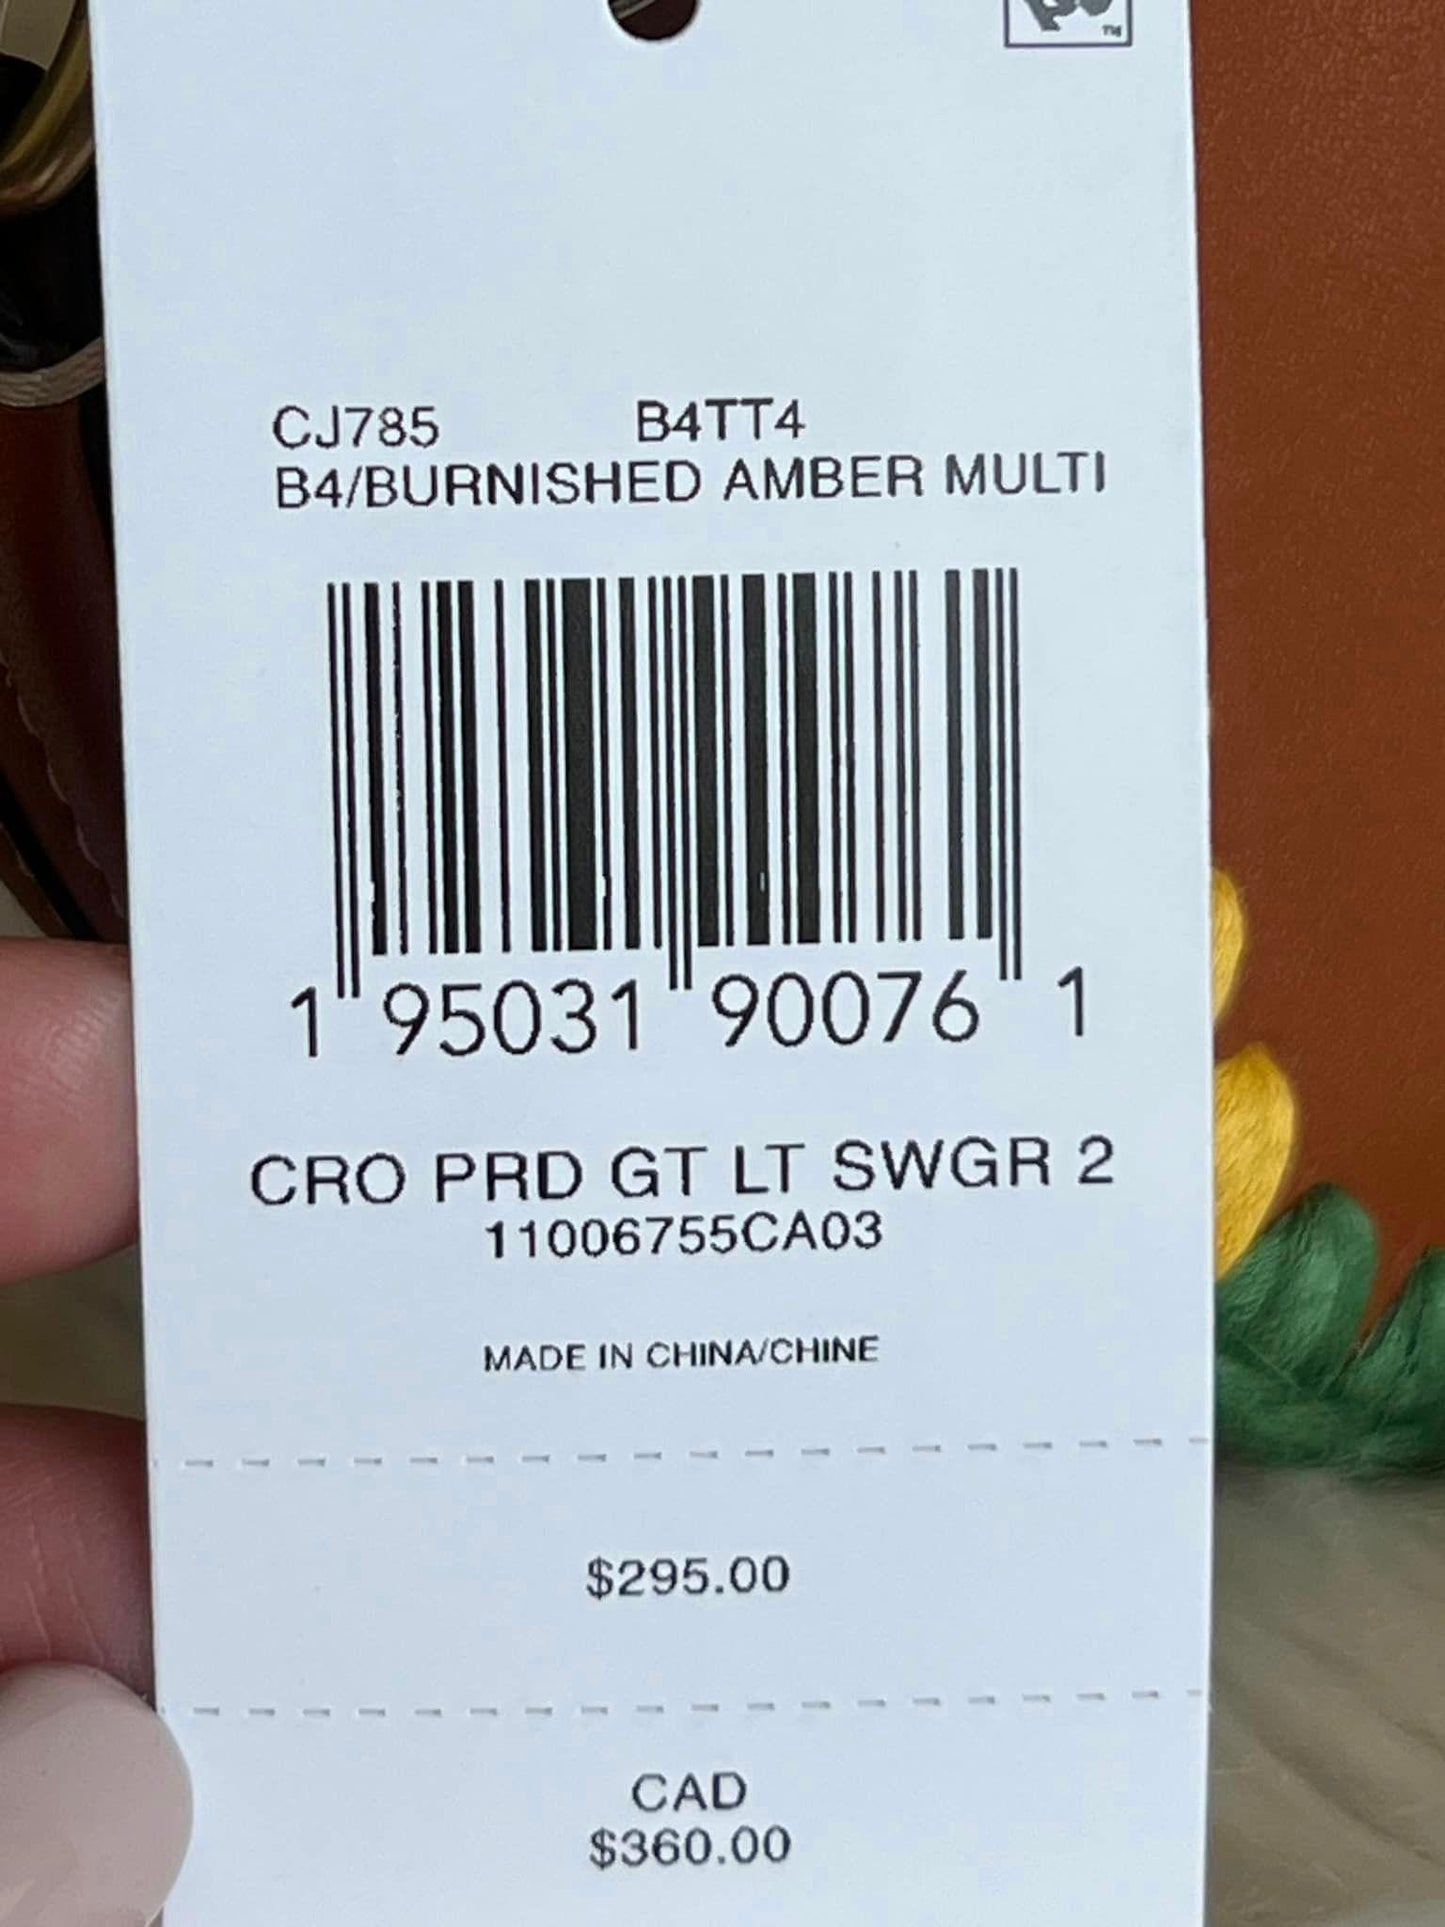 TM
CJ785 B4TT4
B4/BURNISHED AMBER MULTI
1 95031 90076 1
CRO PRD GT LT SWGR 2
11006755CA03
MADE IN CHINA/CHINE
$295.00
CAD
$360.00